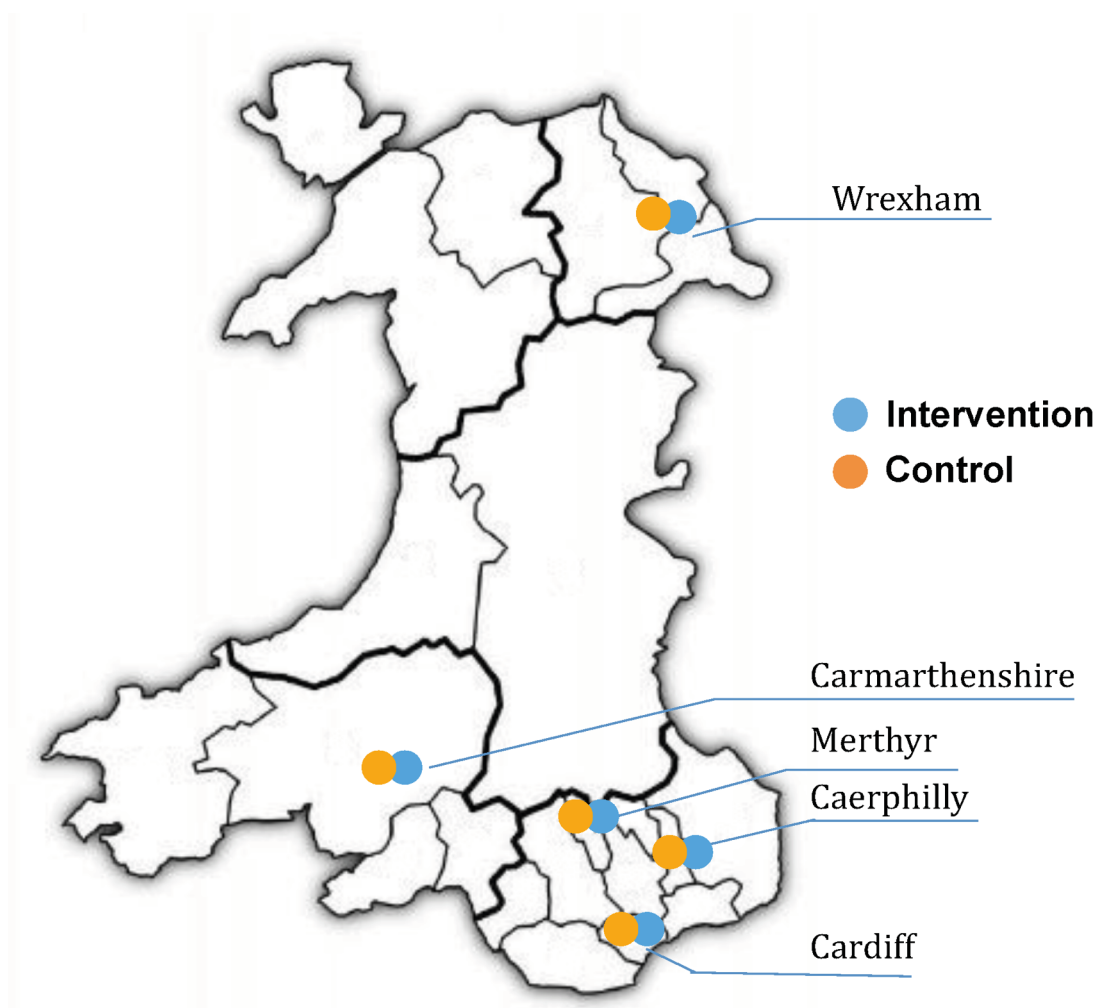 Wrexham
Intervention
Control
Carmarthenshire
Merthyr
Caerphilly
Cardiff